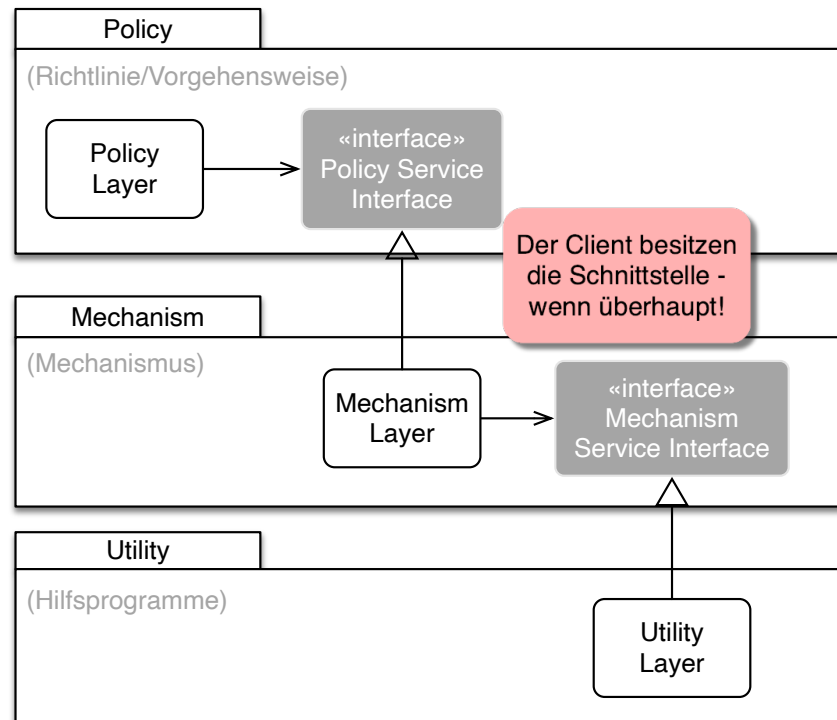 Policy
(Richtlinie/Vorgehensweise)
Policy
Layer
«interface»
Policy Service
Interface
Der Client besitzen
die Schnittstelle -
wenn überhaupt!
Mechanism
(Mechanismus)
Mechanism
Layer
«interface»
Mechanism
Service Interface
Utility
(Hilfsprogramme)
Utility
Layer